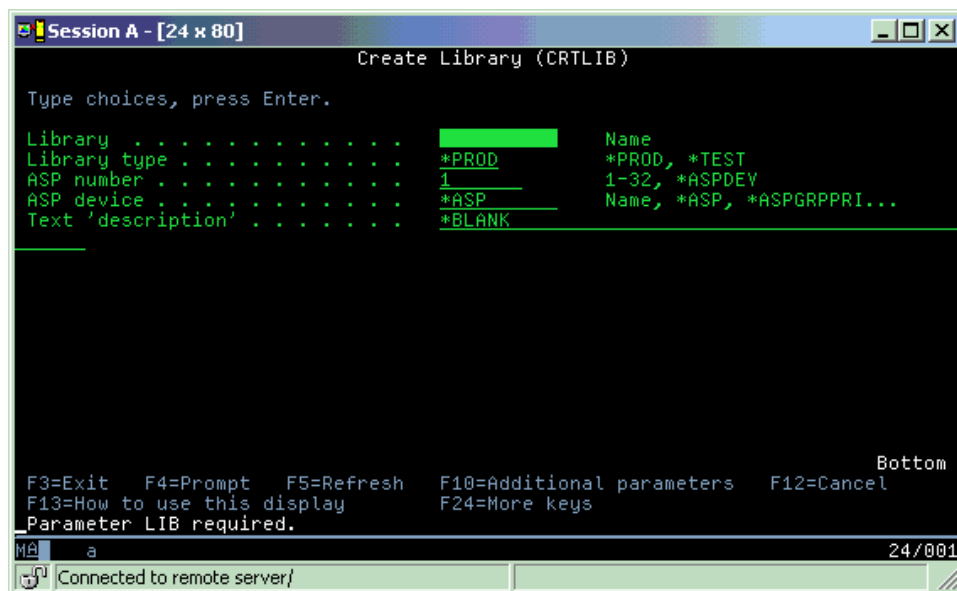 Session A - [24 x 80]
Create Library (CRTLIB)
Type choices, press Enter.
Library . . . . . . . . . . . . Name
Library type . . . . . . . . . . *PROD *PROD, *TEST
ASP number . . . . . . . . . . . 1 1-32, *ASPDEV
ASP device . . . . . . . . . . . *ASP Name, *ASP, *ASPGRPPRI...
Text 'description' . . . . . . . *BLANK
Bottom
F3=Exit F4=Prompt F5=Refresh F10=Additional parameters F12=Cancel
F13=How to use this display F24=More keys
Parameter LIB required.
MA a 24/001
Connected to remote server/